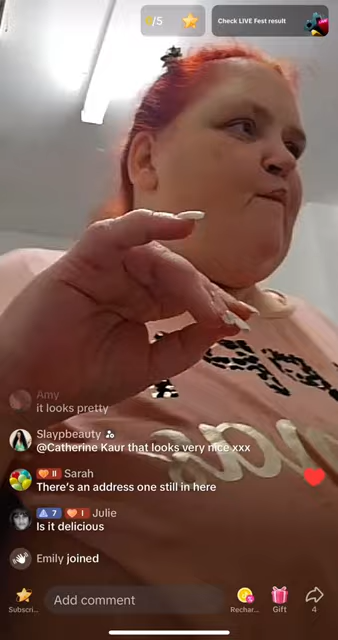 /5
Check LIVE Fest result
Amy
it looks pretty
Slaypbeauty
@Catherine Kaur that looks very nice xxx
II Sarah
There's an address one still in here
7 I Julie
Is it delicious
Emily joined
Subscri... Add comment Rechar... Gift 4